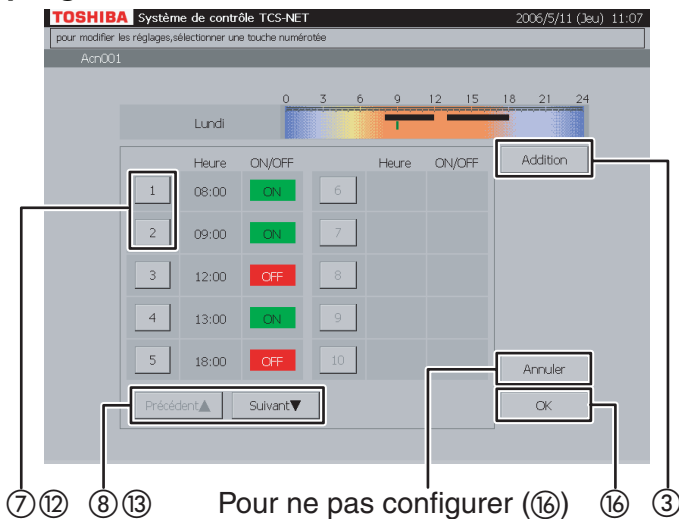 TOSHIBA Système de contrôle TCS-NET 2006/5/11 (Jeu) 11:07
pour modifier les réglages,sélectionner une touche numérotée
Acn001
0 3 6 9 12 15 18 21 24
Lundi
Heure ON/OFF Heure ON/OFF Addition
1 08:00 ON 6
2 09:00 ON 7
3 12:00 OFF 8
4 13:00 ON 9
5 18:00 OFF 10
Annuler
Précédent▲ Suivant▼ OK
③
⑦⑫ ⑧⑬ Pour ne pas configurer (⑯) ⑯